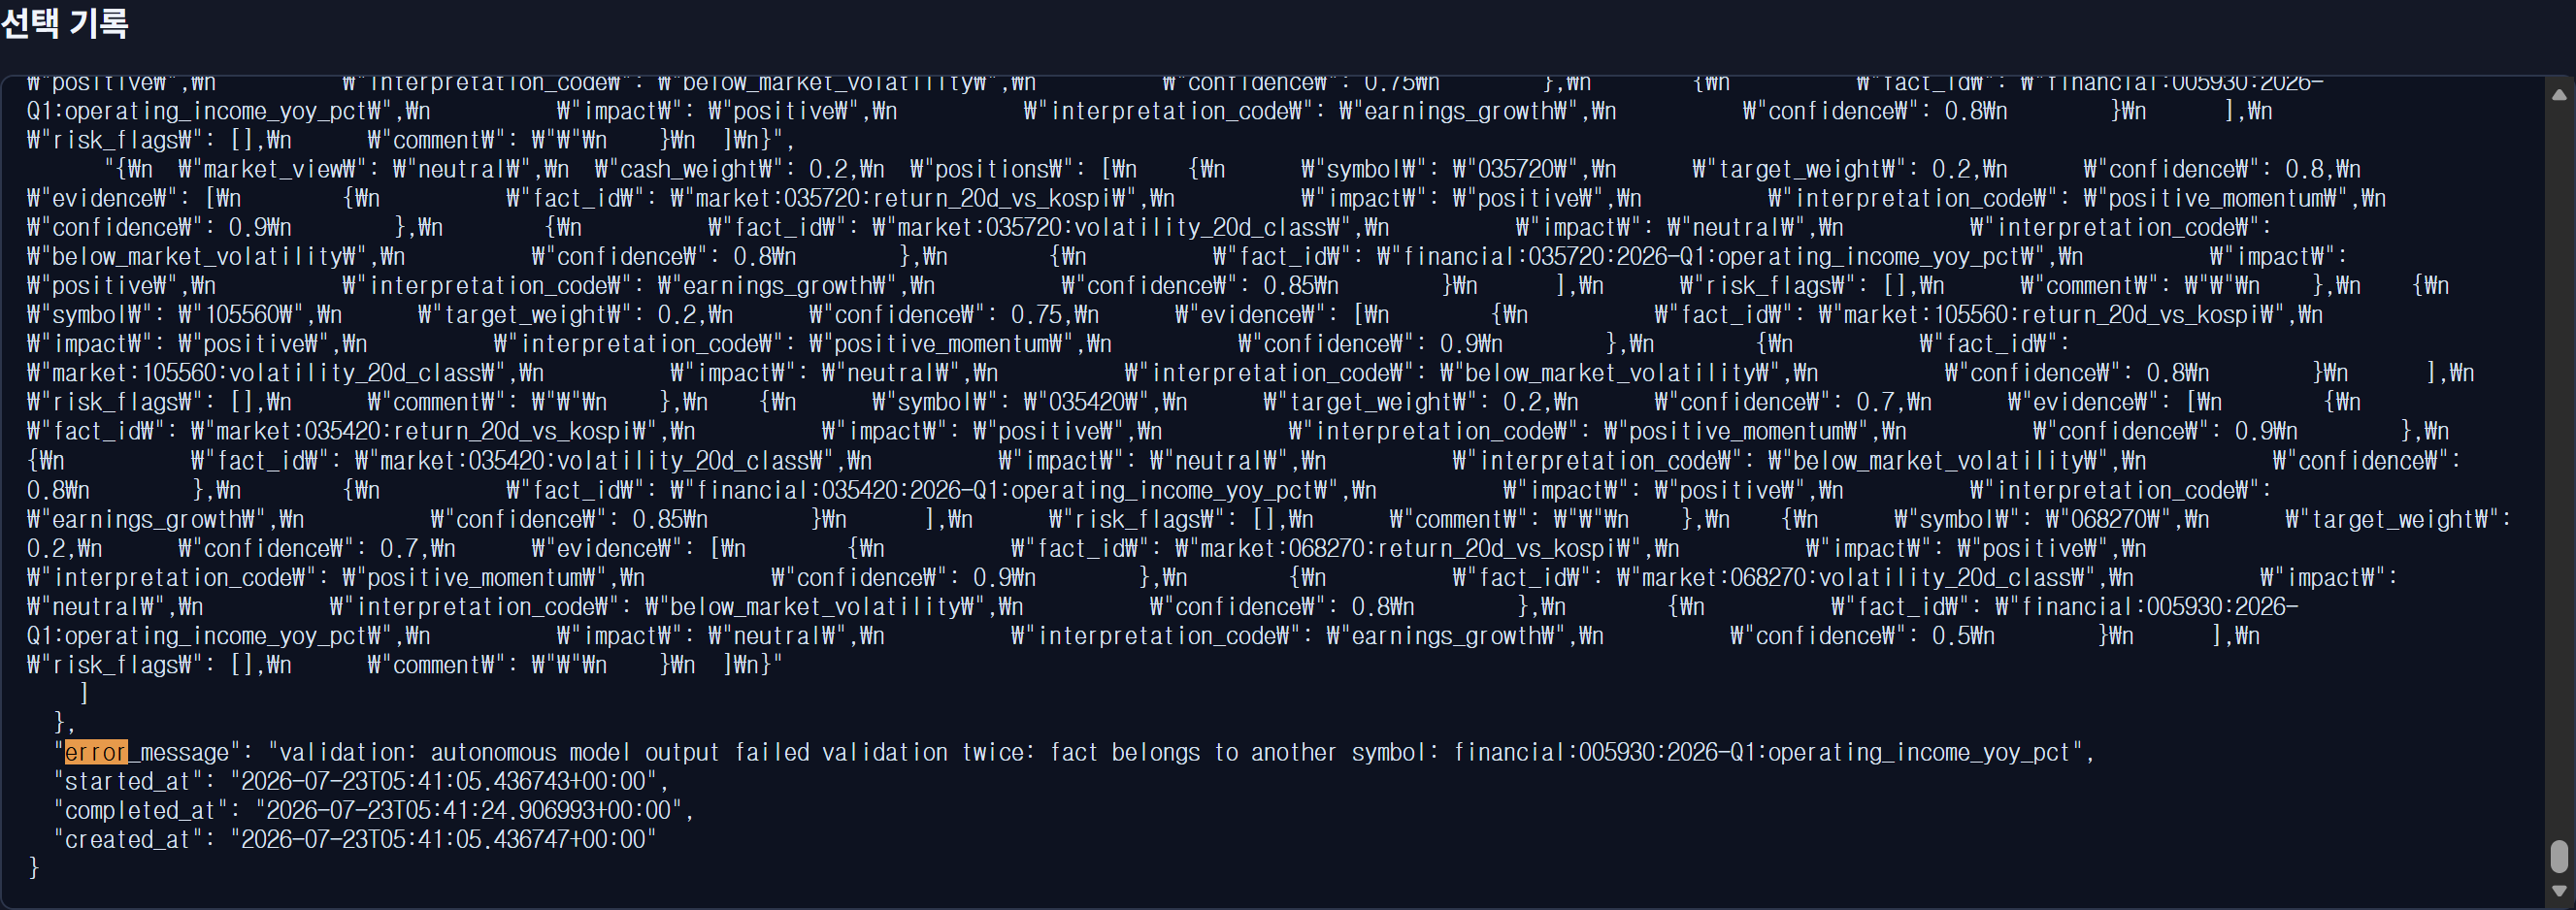 선택 기록
₩"positive₩",₩n          ₩"interpretation_code₩": ₩"below_market_volatility₩",₩n          ₩"confidence₩": 0.75₩n        },₩n        {₩n          ₩"fact_id₩": ₩"financial:005930:2026-
Q1:operating_income_yoy_pct₩",₩n          ₩"impact₩": ₩"positive₩",₩n          ₩"interpretation_code₩": ₩"earnings_growth₩",₩n          ₩"confidence₩": 0.8₩n        }₩n      ],₩n
₩"risk_flags₩": [],₩n      ₩"comment₩": ₩"₩"₩n    }₩n  ]₩n}",
"{₩n  ₩"market_view₩": ₩"neutral₩",₩n  ₩"cash_weight₩": 0.2,₩n  ₩"positions₩": [₩n    {₩n      ₩"symbol₩": ₩"035720₩",₩n      ₩"target_weight₩": 0.2,₩n      ₩"confidence₩": 0.8,₩n
₩"evidence₩": [₩n        {₩n          ₩"fact_id₩": ₩"market:035720:return_20d_vs_kospi₩",₩n          ₩"impact₩": ₩"positive₩",₩n          ₩"interpretation_code₩": ₩"positive_momentum₩",₩n
₩"confidence₩": 0.9₩n        },₩n        {₩n          ₩"fact_id₩": ₩"market:035720:volatility_20d_class₩",₩n          ₩"impact₩": ₩"neutral₩",₩n          ₩"interpretation_code₩":
₩"below_market_volatility₩",₩n          ₩"confidence₩": 0.8₩n        },₩n        {₩n          ₩"fact_id₩": ₩"financial:035720:2026-Q1:operating_income_yoy_pct₩",₩n          ₩"impact₩":
₩"positive₩",₩n          ₩"interpretation_code₩": ₩"earnings_growth₩",₩n          ₩"confidence₩": 0.85₩n        }₩n      ],₩n      ₩"risk_flags₩": [],₩n      ₩"comment₩": ₩"₩"₩n    },₩n    {₩n
₩"symbol₩": ₩"105560₩",₩n      ₩"target_weight₩": 0.2,₩n      ₩"confidence₩": 0.75,₩n      ₩"evidence₩": [₩n        {₩n          ₩"fact_id₩": ₩"market:105560:return_20d_vs_kospi₩",₩n
₩"impact₩": ₩"positive₩",₩n          ₩"interpretation_code₩": ₩"positive_momentum₩",₩n          ₩"confidence₩": 0.9₩n        },₩n        {₩n          ₩"fact_id₩":
₩"market:105560:volatility_20d_class₩",₩n          ₩"impact₩": ₩"neutral₩",₩n          ₩"interpretation_code₩": ₩"below_market_volatility₩",₩n          ₩"confidence₩": 0.8₩n        }₩n      ],₩n
₩"risk_flags₩": [],₩n      ₩"comment₩": ₩"₩"₩n    },₩n    {₩n      ₩"symbol₩": ₩"035420₩",₩n      ₩"target_weight₩": 0.2,₩n      ₩"confidence₩": 0.7,₩n      ₩"evidence₩": [₩n        {₩n
₩"fact_id₩": ₩"market:035420:return_20d_vs_kospi₩",₩n          ₩"impact₩": ₩"positive₩",₩n          ₩"interpretation_code₩": ₩"positive_momentum₩",₩n          ₩"confidence₩": 0.9₩n        },₩n
{₩n          ₩"fact_id₩": ₩"market:035420:volatility_20d_class₩",₩n          ₩"impact₩": ₩"neutral₩",₩n          ₩"interpretation_code₩": ₩"below_market_volatility₩",₩n          ₩"confidence₩":
0.8₩n        },₩n        {₩n          ₩"fact_id₩": ₩"financial:035420:2026-Q1:operating_income_yoy_pct₩",₩n          ₩"impact₩": ₩"positive₩",₩n          ₩"interpretation_code₩":
₩"earnings_growth₩",₩n          ₩"confidence₩": 0.85₩n        }₩n      ],₩n      ₩"risk_flags₩": [],₩n      ₩"comment₩": ₩"₩"₩n    },₩n    {₩n      ₩"symbol₩": ₩"068270₩",₩n      ₩"target_weight₩":
0.2,₩n      ₩"confidence₩": 0.7,₩n      ₩"evidence₩": [₩n        {₩n          ₩"fact_id₩": ₩"market:068270:return_20d_vs_kospi₩",₩n          ₩"impact₩": ₩"positive₩",₩n
₩"interpretation_code₩": ₩"positive_momentum₩",₩n          ₩"confidence₩": 0.9₩n        },₩n        {₩n          ₩"fact_id₩": ₩"market:068270:volatility_20d_class₩",₩n          ₩"impact₩":
₩"neutral₩",₩n          ₩"interpretation_code₩": ₩"below_market_volatility₩",₩n          ₩"confidence₩": 0.8₩n        },₩n        {₩n          ₩"fact_id₩": ₩"financial:005930:2026-
Q1:operating_income_yoy_pct₩",₩n          ₩"impact₩": ₩"neutral₩",₩n          ₩"interpretation_code₩": ₩"earnings_growth₩",₩n          ₩"confidence₩": 0.5₩n        }₩n      ],₩n
₩"risk_flags₩": [],₩n      ₩"comment₩": ₩"₩"₩n    }₩n  ]₩n}"
]
},
"error_message": "validation: autonomous model output failed validation twice: fact belongs to another symbol: financial:005930:2026-Q1:operating_income_yoy_pct",
"started_at": "2026-07-23T05:41:05.436743+00:00",
"completed_at": "2026-07-23T05:41:24.906993+00:00",
"created_at": "2026-07-23T05:41:05.436747+00:00"
}